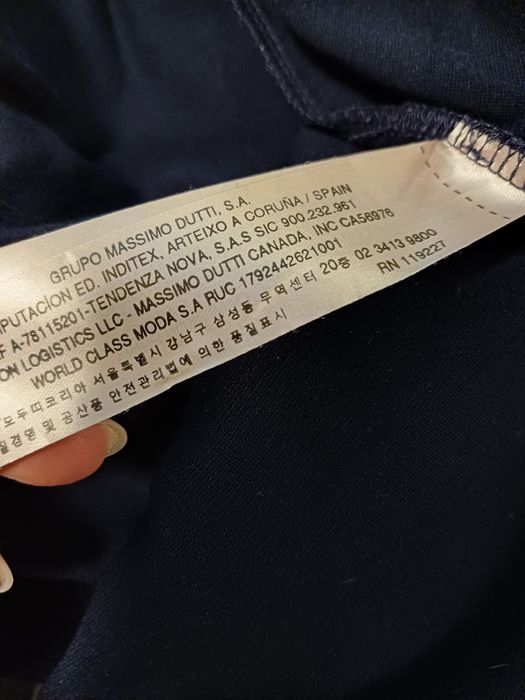 GRUPO MASSIMO DUTTI, S.A.
PUTACIÓN ED. INDITEX, ARTEIXO A CORUÑA / SPAIN
F A-78115201-TENDENZA NOVA, S.A.S SIC 900.232.961
ON LOGISTICS LLC - MASSIMO DUTTI CANADA, INC CA56976
WORLD CLASS MODA S.A RUC 1792442621001
모두띠코리아 서울특별시 강남구 삼성동 무역센터 20층 02 3413 9800
RN 119227
질경영 및 공산품 안전관리법에 의한 품질표시